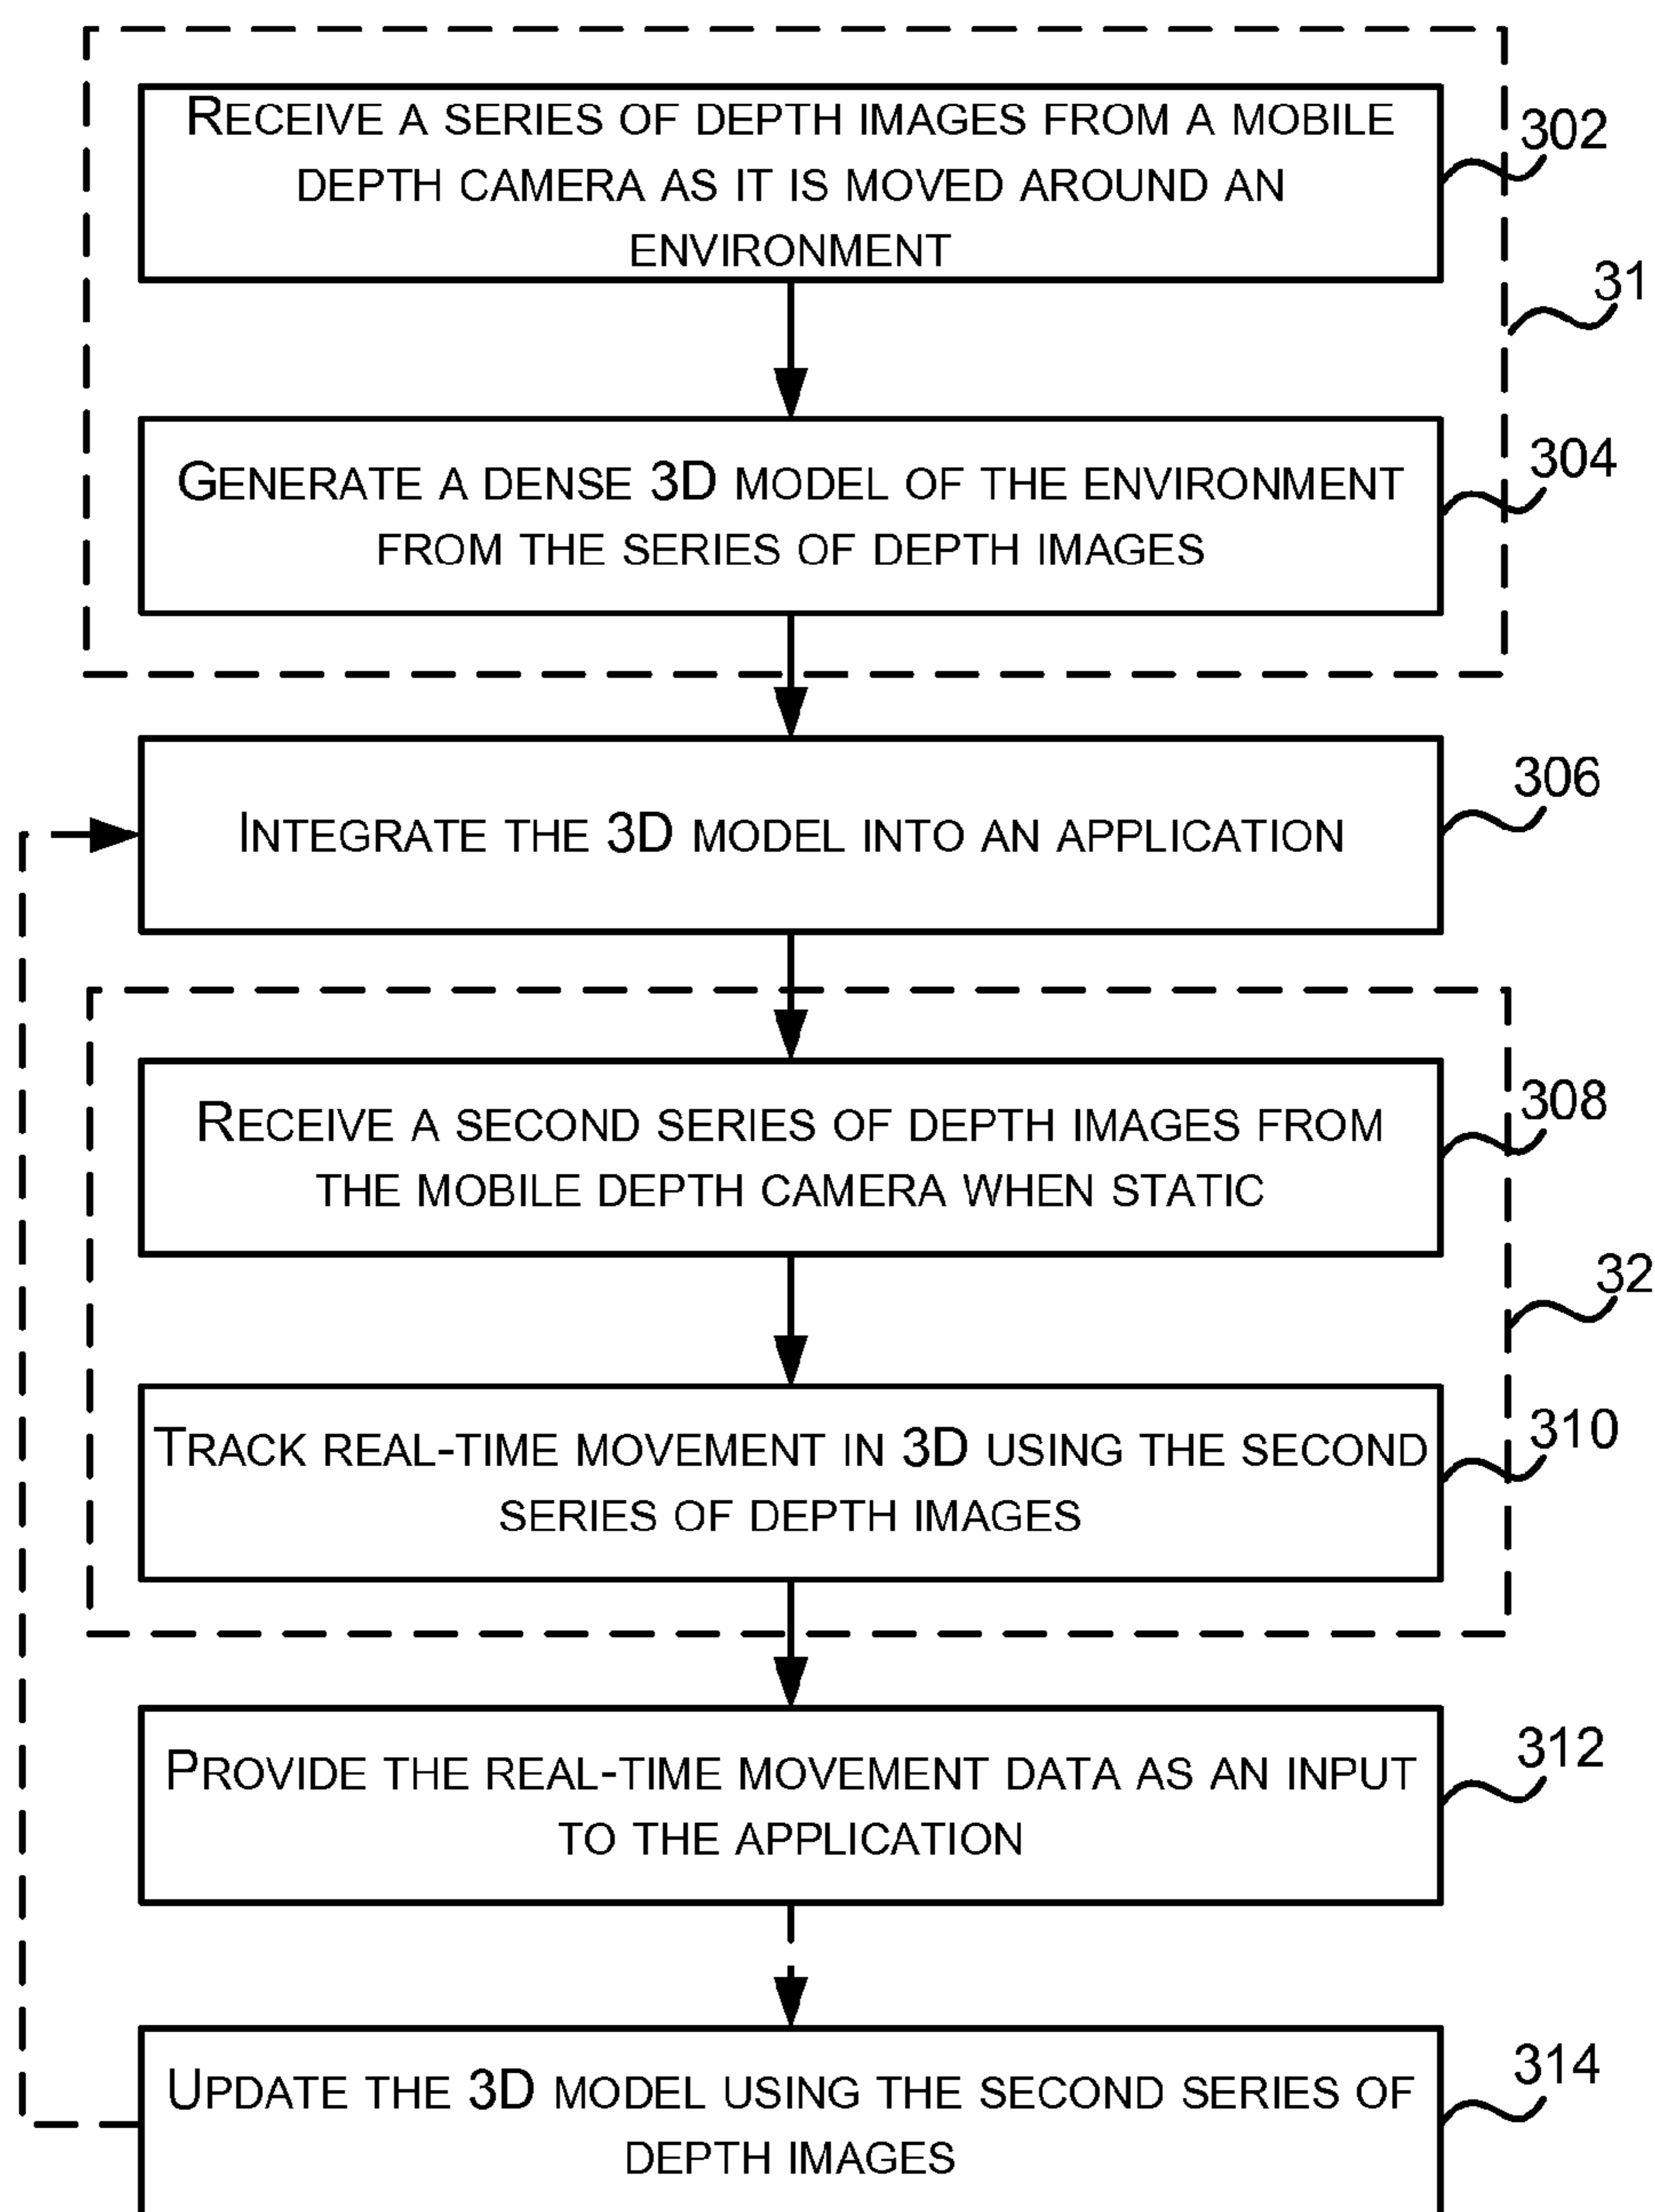 RECEIVE A SERIES OF DEPTH IMAGES FROM A MOBILE
DEPTH CAMERA AS IT IS MOVED AROUND AN
ENVIRONMENT
302
31
GENERATE A DENSE 3D MODEL OF THE ENVIRONMENT
FROM THE SERIES OF DEPTH IMAGES
304
INTEGRATE THE 3D MODEL INTO AN APPLICATION
306
RECEIVE A SECOND SERIES OF DEPTH IMAGES FROM
THE MOBILE DEPTH CAMERA WHEN STATIC
308
32
TRACK REAL-TIME MOVEMENT IN 3D USING THE SECOND
SERIES OF DEPTH IMAGES
310
PROVIDE THE REAL-TIME MOVEMENT DATA AS AN INPUT
TO THE APPLICATION
312
UPDATE THE 3D MODEL USING THE SECOND SERIES OF
DEPTH IMAGES
314